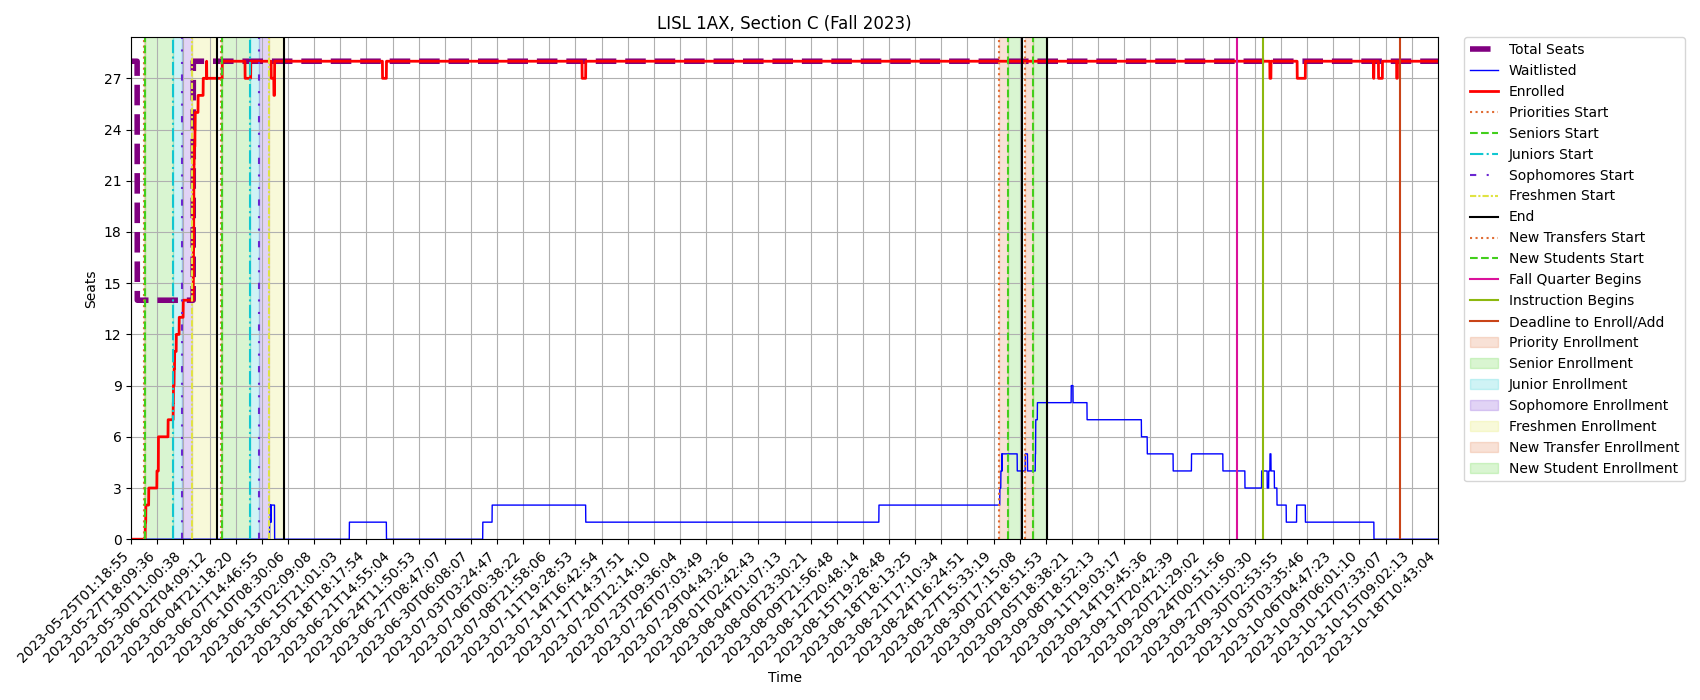 LISL 1AX, Section C (Fall 2023)
Seats
27
24
21
18
15
12
9
6
3
0
2023-05-25T01:18:55
2023-05-27T18:09:36
2023-05-30T11:00:38
2023-06-02T04:09:12
2023-06-04T21:18:20
2023-06-07T14:46:55
2023-06-10T08:30:06
2023-06-13T02:09:08
2023-06-15T21:01:03
2023-06-18T18:17:54
2023-06-21T14:55:04
2023-06-24T11:50:53
2023-06-27T08:47:07
2023-06-30T06:08:07
2023-07-03T03:24:47
2023-07-06T00:38:22
2023-07-08T21:58:06
2023-07-11T19:28:53
2023-07-14T16:42:54
2023-07-17T14:37:51
2023-07-20T12:14:10
2023-07-23T09:36:04
2023-07-26T07:03:49
2023-07-29T04:43:26
2023-08-01T02:42:43
2023-08-04T01:07:13
2023-08-06T23:30:21
2023-08-09T21:56:48
2023-08-12T20:48:14
2023-08-15T19:28:48
2023-08-18T18:13:25
2023-08-21T17:10:34
2023-08-24T16:24:51
2023-08-27T15:33:19
2023-08-30T17:15:08
2023-09-02T18:51:53
2023-09-05T18:38:21
2023-09-08T18:52:13
2023-09-11T19:03:17
2023-09-14T19:45:36
2023-09-17T20:42:39
2023-09-20T21:29:02
2023-09-24T00:51:56
2023-09-27T01:50:30
2023-09-30T02:53:55
2023-10-03T03:35:46
2023-10-06T04:47:23
2023-10-09T06:01:10
2023-10-12T07:33:07
2023-10-15T09:02:13
2023-10-18T10:43:04
Time
Total Seats
Waitlisted
Enrolled
Priorities Start
Seniors Start
Juniors Start
Sophomores Start
Freshmen Start
End
New Transfers Start
New Students Start
Fall Quarter Begins
Instruction Begins
Deadline to Enroll/Add
Priority Enrollment
Senior Enrollment
Junior Enrollment
Sophomore Enrollment
Freshmen Enrollment
New Transfer Enrollment
New Student Enrollment